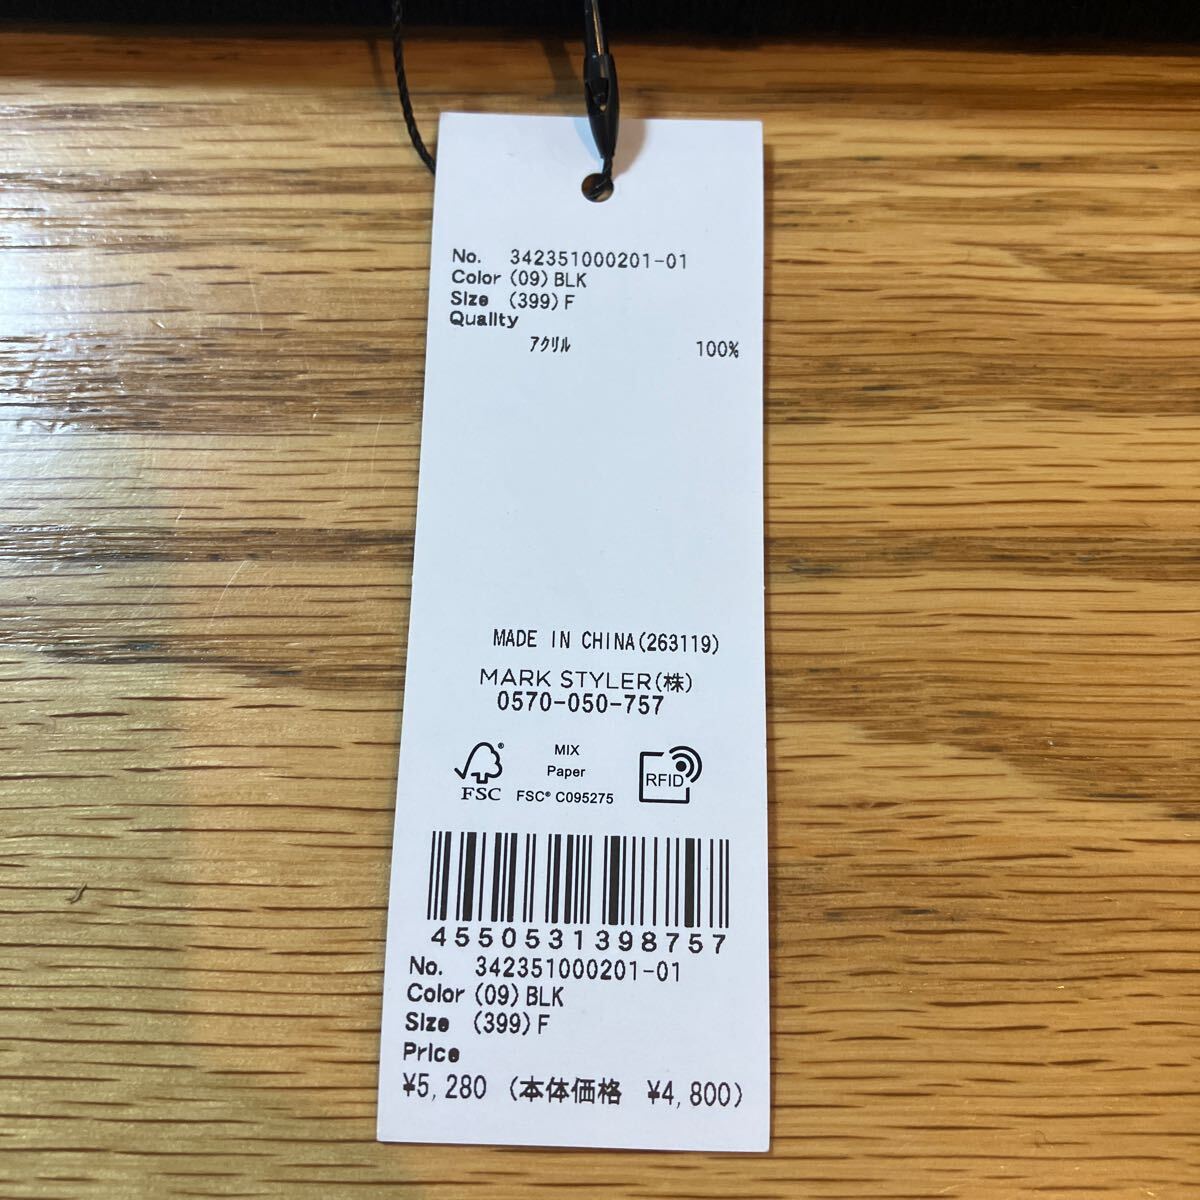 No. 342351000201-01
Color (09) BLK
Size (399) F
Quality
アクリル 100%
MADE IN CHINA(263119)
MARK STYLER(株)
0570-050-757
FSC® MIX
Paper
FSC® C095275
RFID
4550531398757
No. 342351000201-01
Color (09) BLK
Size (399) F
Price
¥5,280 (本体価格 ¥4,800)